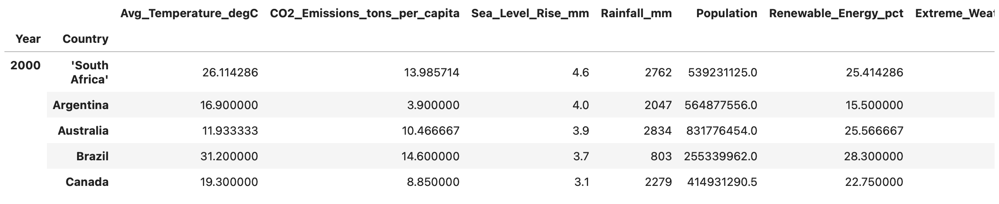 Avg_Temperature_degC CO2_Emissions_tons_per_capita Sea_Level_Rise_mm Rainfall_mm Population Renewable_Energy_pct Extreme_Weat
Year Country
2000 'South Africa' 26.114286 13.985714 4.6 2762 539231125.0 25.414286
Argentina 16.900000 3.900000 4.0 2047 564877556.0 15.500000
Australia 11.933333 10.466667 3.9 2834 831776454.0 25.566667
Brazil 31.200000 14.600000 3.7 803 255339962.0 28.300000
Canada 19.300000 8.850000 3.1 2279 414931290.5 22.750000